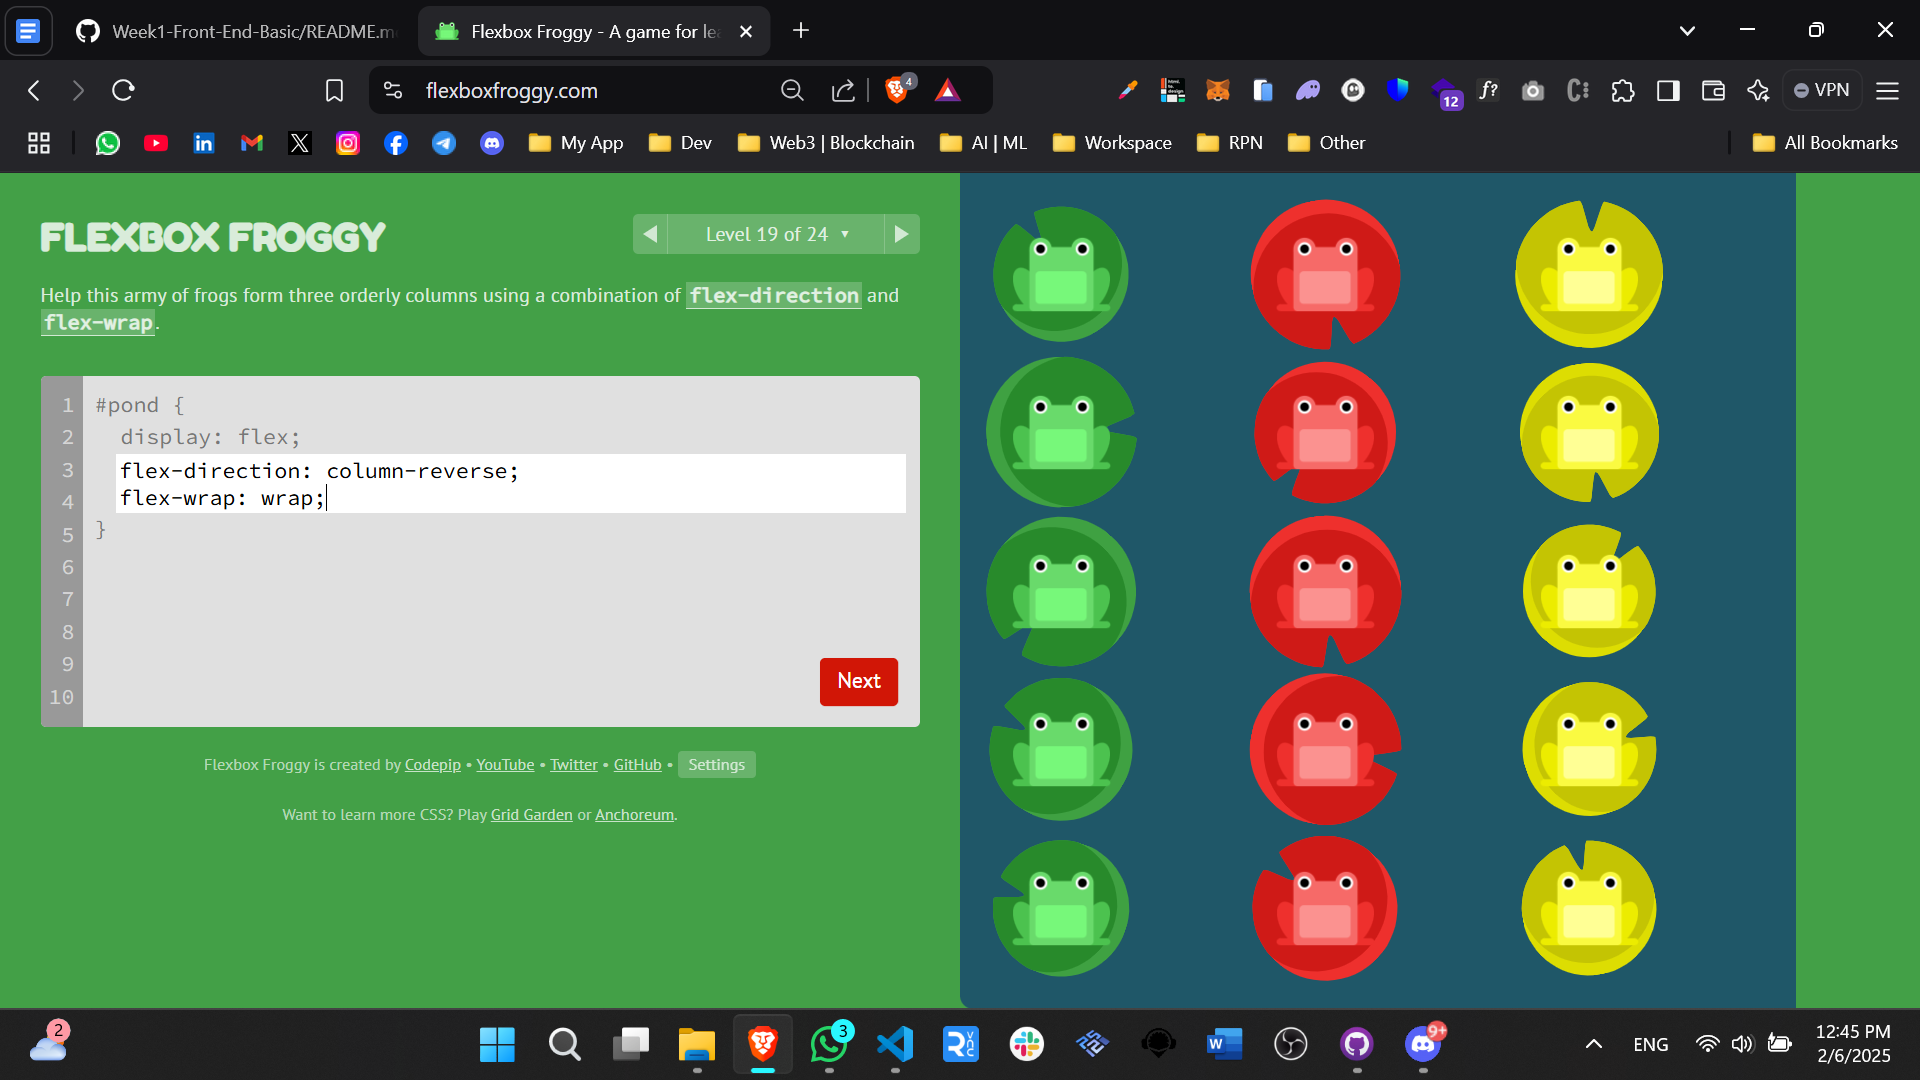 Week1-Front-End-Basic/README.m
Flexbox Froggy - A game for le
flexboxfroggy.com
4
12
f?
VPN
My App
Dev
Web3 | Blockchain
AI | ML
Workspace
RPN
Other
All Bookmarks
FLEXBOX FROGGY
Level 19 of 24
Help this army of frogs form three orderly columns using a combination of flex-direction and
flex-wrap.
1 #pond {
2 display: flex;
3 flex-direction: column-reverse;
4 flex-wrap: wrap;
5 }
6
7
8
9
10
Next
Flexbox Froggy is created by Codepip • YouTube • Twitter • GitHub • Settings
Want to learn more CSS? Play Grid Garden or Anchoreum.
2
3
9+
ENG
12:45 PM
2/6/2025